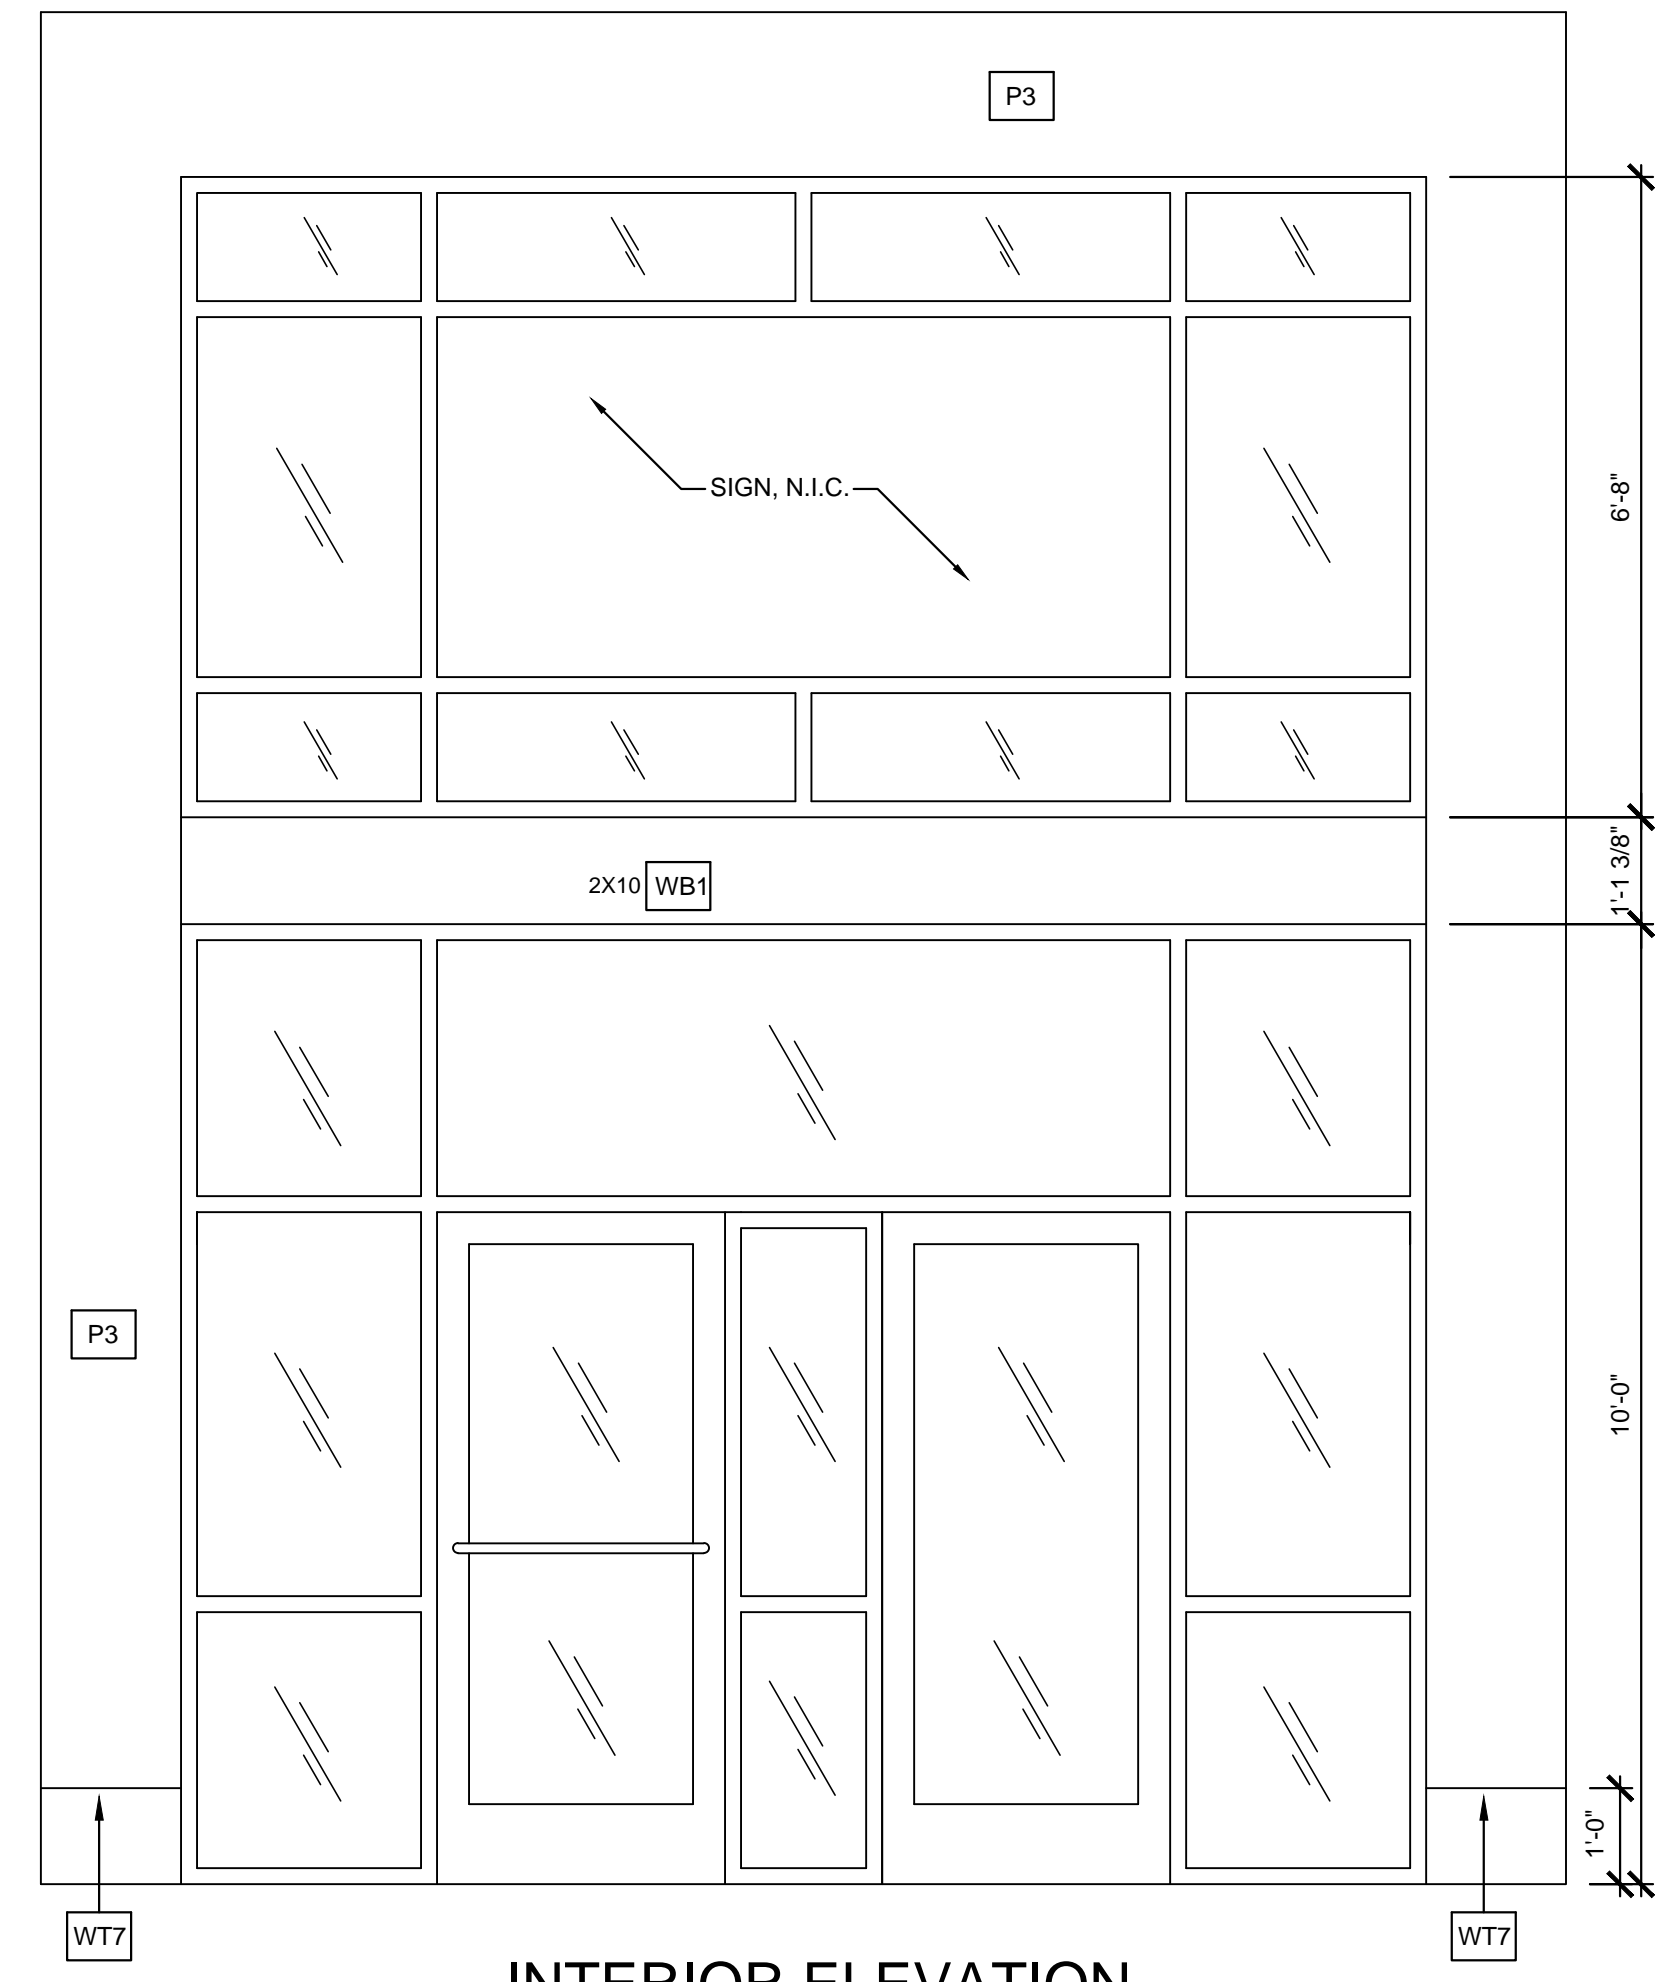 P3
SIGN, N.I.C.
6'-8"
1'-1 3/8"
2X10 WB1
P3
10'-0"
1'-0"
WT7
WT7
INTERIOR ELEVATION